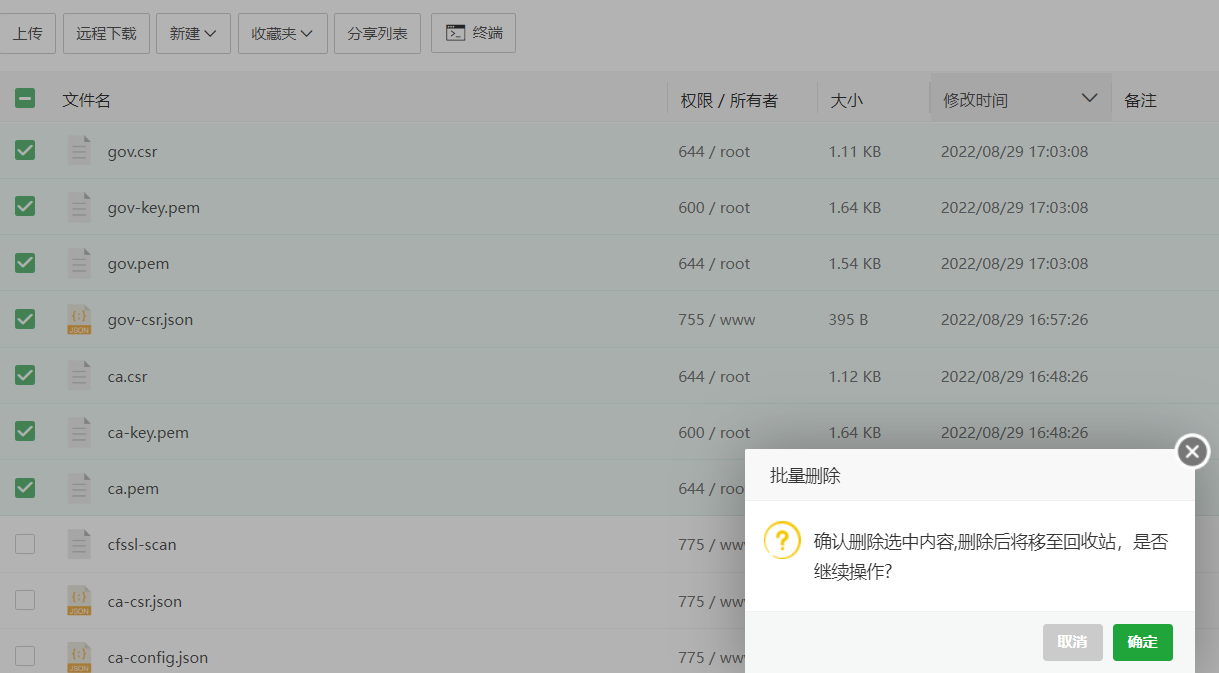 上传 远程下载 新建 收藏夹 分享列表 终端
文件名 权限 / 所有者 大小 修改时间 备注
gov.csr 644 / root 1.11 KB 2022/08/29 17:03:08
gov-key.pem 600 / root 1.64 KB 2022/08/29 17:03:08
gov.pem 644 / root 1.54 KB 2022/08/29 17:03:08
{:} JSON gov-csr.json 755 / www 395 B 2022/08/29 16:57:26
ca.csr 644 / root 1.12 KB 2022/08/29 16:48:26
ca-key.pem 600 / root 1.64 KB 2022/08/29 16:48:26
ca.pem 644 / roo
cfssl-scan 775 / ww
{:} JSON ca-csr.json 775 / ww
{:} JSON ca-config.json 775 / ww
批量删除
? 确认删除选中内容,删除后将移至回收站，是否
继续操作?
取消 确定